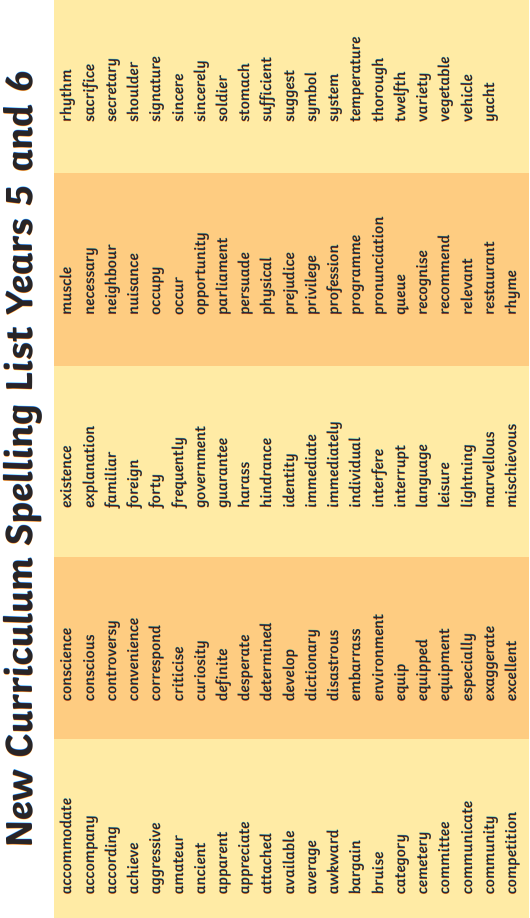 New Curriculum Spelling List Years 5 and 6
accommodate
accompany
according
achieve
aggressive
amateur
ancient
apparent
appreciate
attached
available
average
awkward
bargain
bruise
category
cemetery
committee
communicate
community
competition
conscience
conscious
controversy
convenience
correspond
criticise
curiosity
definite
desperate
determined
develop
dictionary
disastrous
embarrass
environment
equip
equipped
equipment
especially
exaggerate
excellent
existence
explanation
familiar
foreign
forty
frequently
government
guarantee
harass
hindrance
identity
immediate
immediately
individual
interfere
interrupt
language
leisure
lightning
marvellous
mischievous
muscle
necessary
neighbour
nuisance
occupy
occur
opportunity
parliament
persuade
physical
prejudice
privilege
profession
programme
pronunciation
queue
recognise
recommend
relevant
restaurant
rhyme
rhythm
sacrifice
secretary
shoulder
signature
sincere
sincerely
soldier
stomach
sufficient
suggest
symbol
system
temperature
thorough
twelfth
variety
vegetable
vehicle
yacht